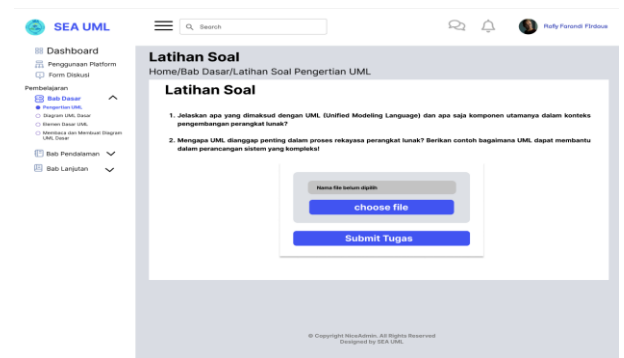 SEA UML
Search
Rofly Farandi Firdaus
Dashboard
Penggunaan Platform
Form Diskusi
Pembelajaran
Bab Dasar
Pengertian UML
Diagram UML Dasar
Elemen Dasar UML
Membaca dan Membuat Diagram
UML Dasar
Bab Pendalaman
Bab Lanjutan
Latihan Soal
Home/Bab Dasar/Latihan Soal Pengertian UML
Latihan Soal
1. Jelaskan apa yang dimaksud dengan UML (Unified Modeling Language) dan apa saja komponen utamanya dalam konteks
pengembangan perangkat lunak?
2. Mengapa UML dianggap penting dalam proses rekayasa perangkat lunak? Berikan contoh bagaimana UML dapat membantu
dalam perancangan sistem yang kompleks!
Nama file belum dipilih
choose file
Submit Tugas
© Copyright NiceAdmin. All Rights Reserved
Designed by SEA UML